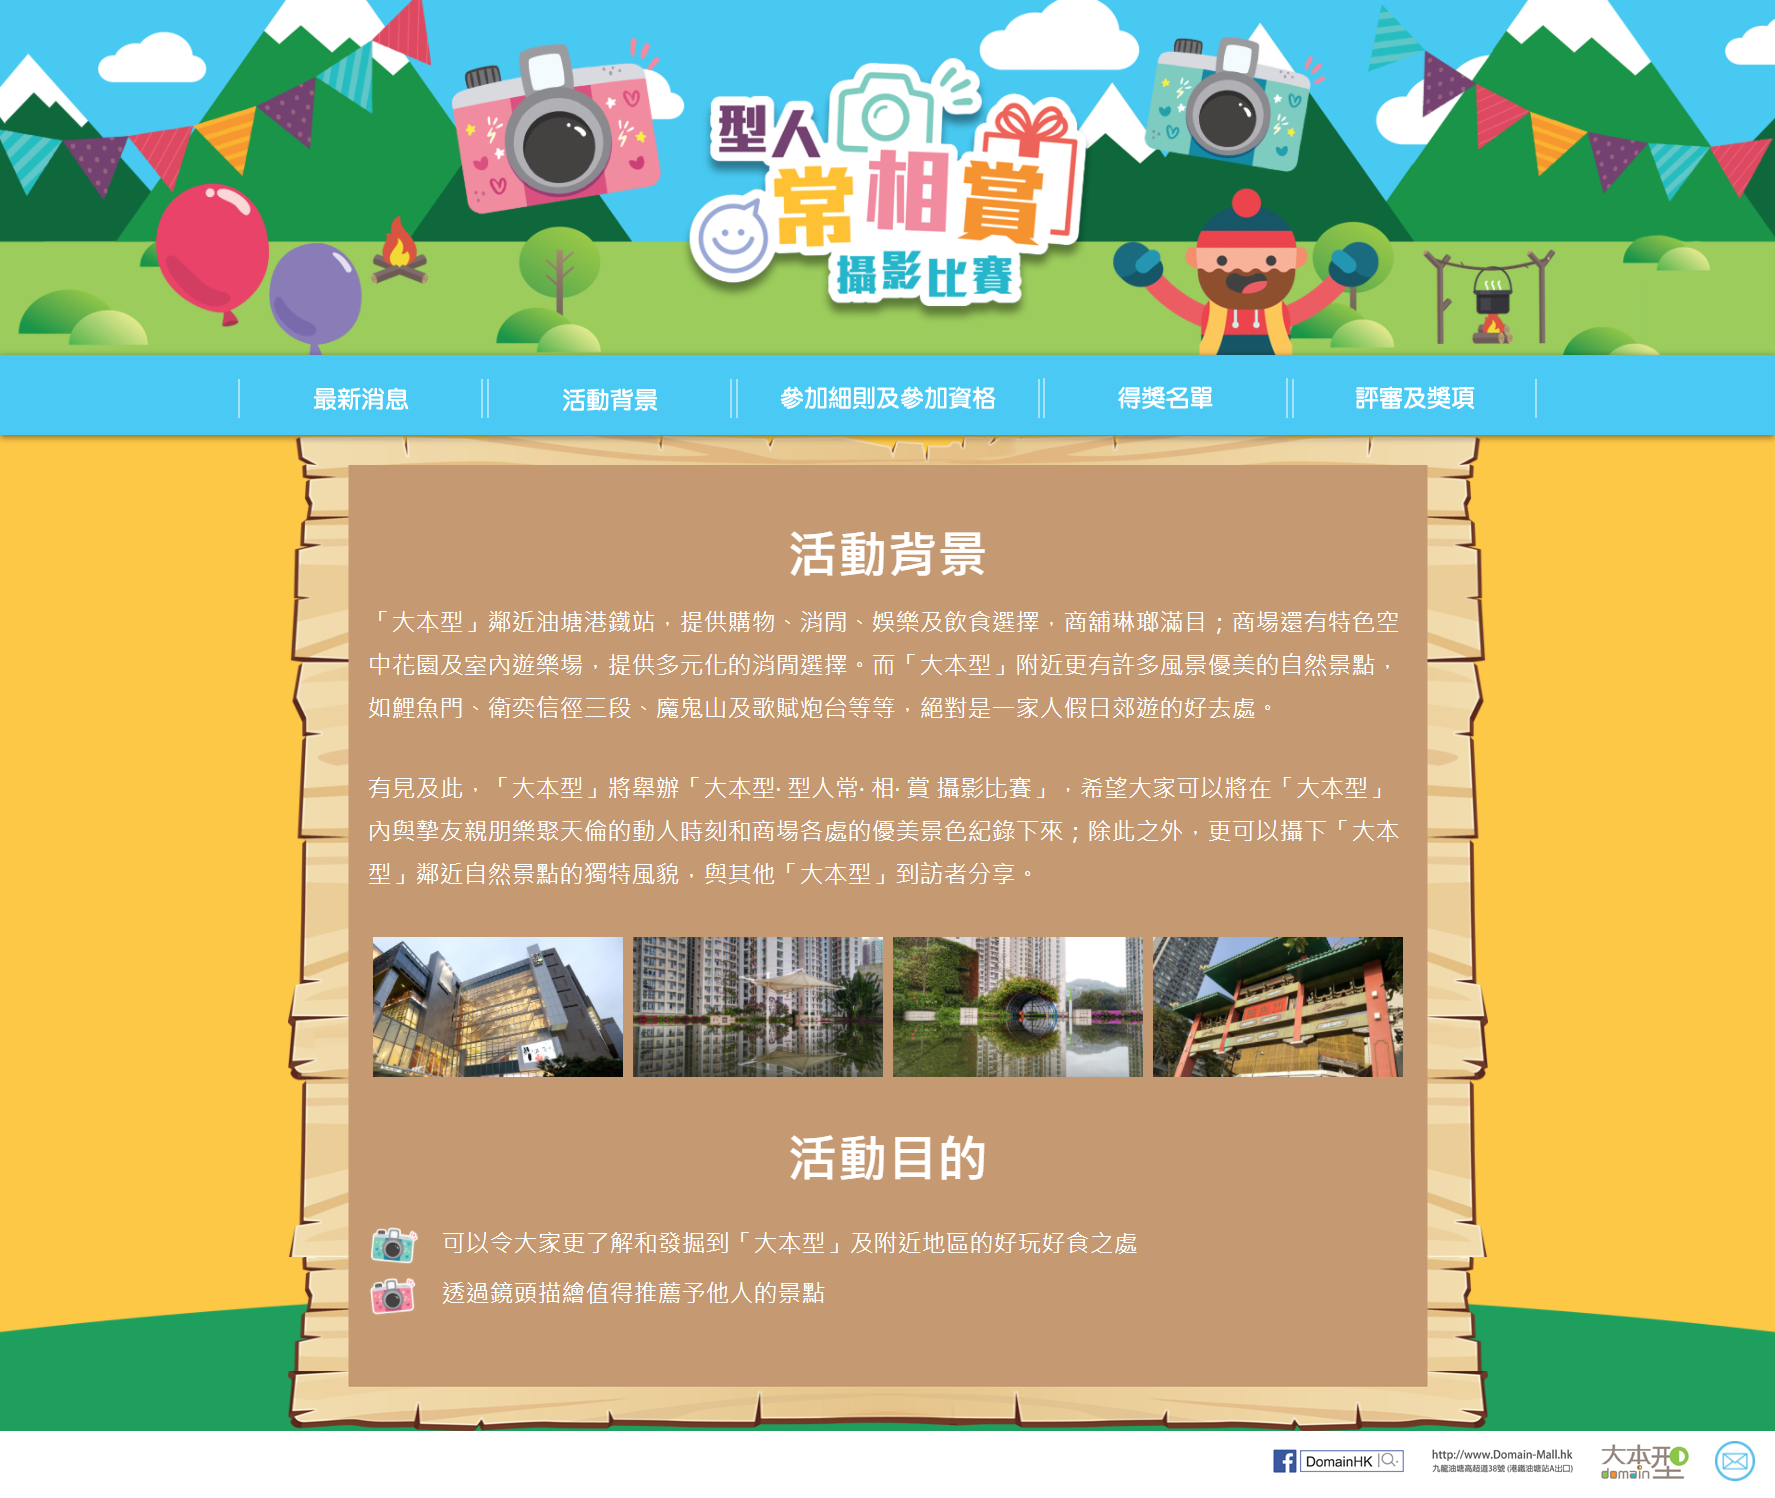 型人
常相賞
攝影比賽
最新消息
活動背景
參加細則及參加資格
得獎名單
評審及獎項
活動背景
「大本型」鄰近油塘港鐵站，提供購物、消閒、娛樂及飲食選擇，商舖琳瑯滿目；商場還有特色空
中花園及室內遊樂場，提供多元化的消閒選擇。而「大本型」附近更有許多風景優美的自然景點，
如鯉魚門、衛奕信徑三段、魔鬼山及歌賦炮台等等，絕對是一家人假日郊遊的好去處。
有見及此，「大本型」將舉辦「大本型‧ 型人常‧ 相‧ 賞 攝影比賽」，希望大家可以將在「大本型」
內與摯友親朋樂聚天倫的動人時刻和商場各處的優美景色紀錄下來；除此之外，更可以攝下「大本
型」鄰近自然景點的獨特風貌，與其他「大本型」到訪者分享。
活動目的
可以令大家更了解和發掘到「大本型」及附近地區的好玩好食之處
透過鏡頭描繪值得推薦予他人的景點
DomainHK
http://www.Domain-Mall.hk
九龍油塘高超道38號 (港鐵油塘站A出口)
大本型
domain